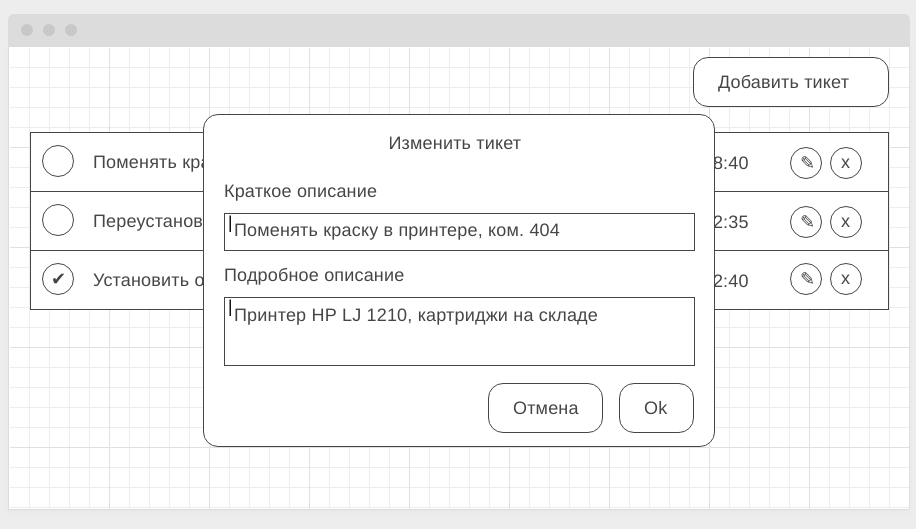 Добавить тикет
Изменить тикет
Поменять кра 8:40 x
Краткое описание
Поменять краску в принтере, ком. 404
Переустанов 2:35 x
Подробное описание
Установить о 2:40 x
Принтер HP LJ 1210, картриджи на складе
Отмена Ok